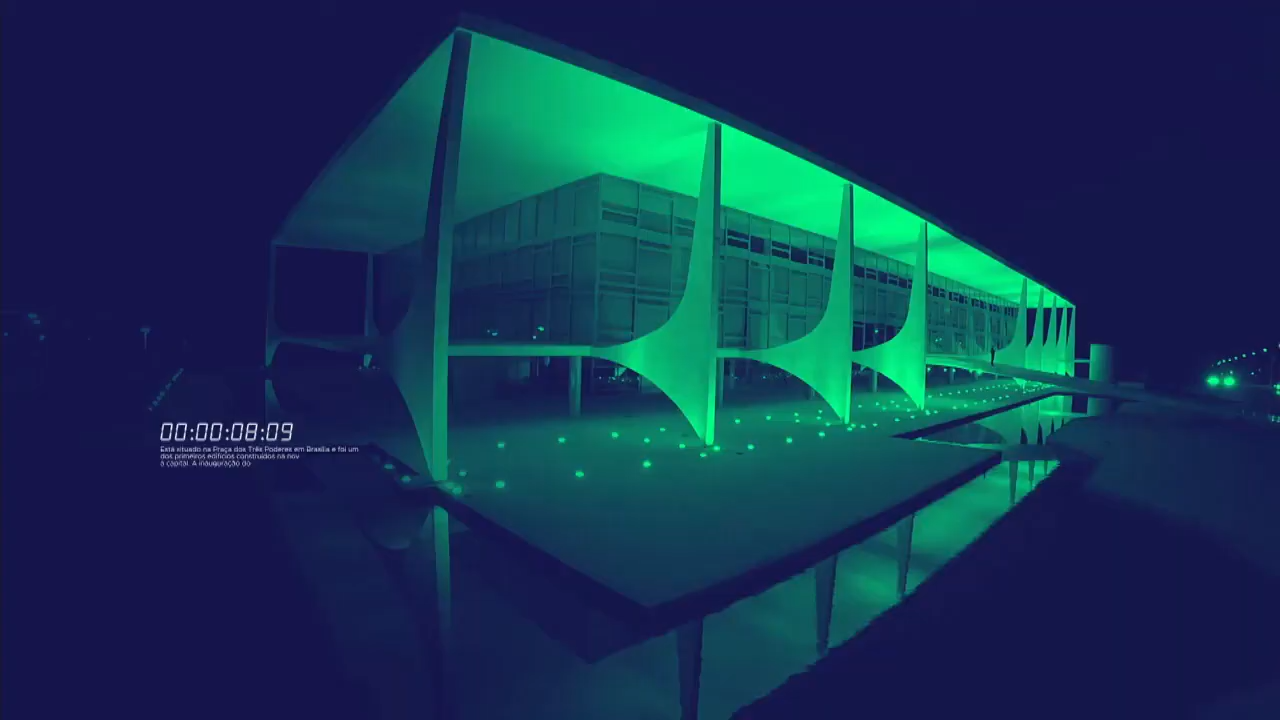 00:00:08:09
Está situado na Praça dos Três Poderes em Brasília e foi um
dos primeiros edifícios construídos na nov
a capital. A inauguração do